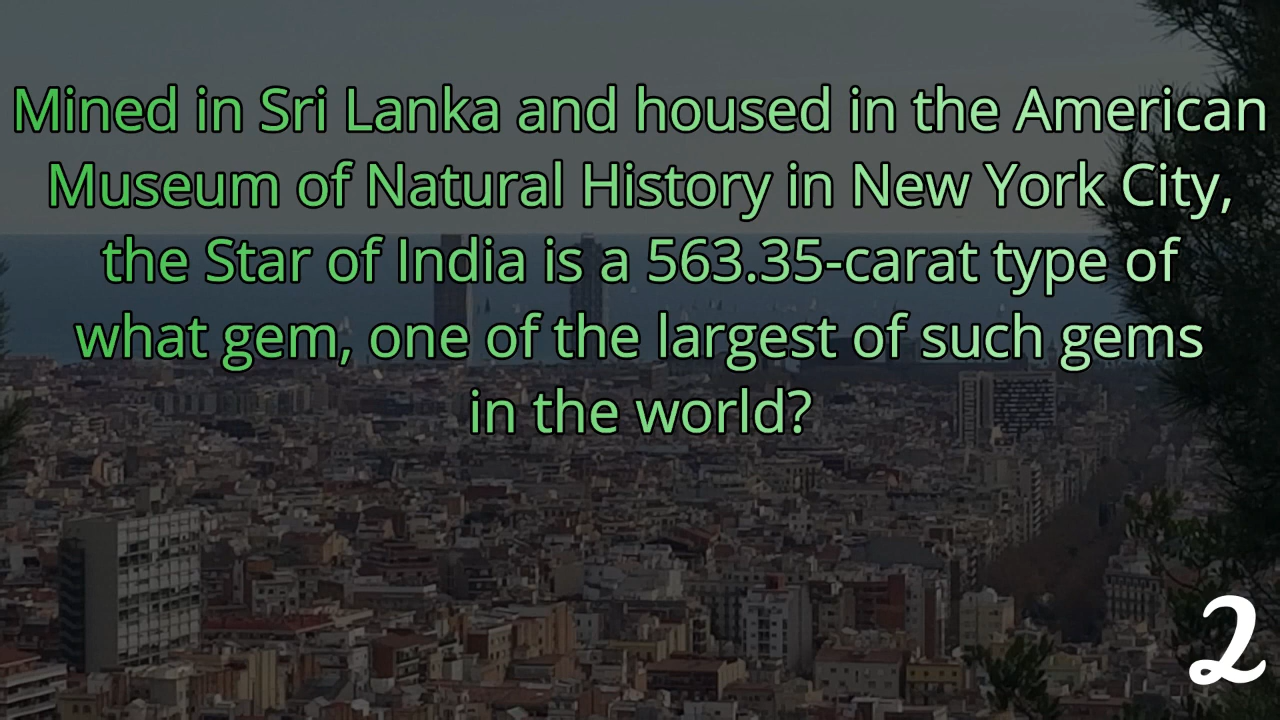 Mined in Sri Lanka and housed in the American
Museum of Natural History in New York City,
the Star of India is a 563.35-carat type of
what gem, one of the largest of such gems
in the world?
2